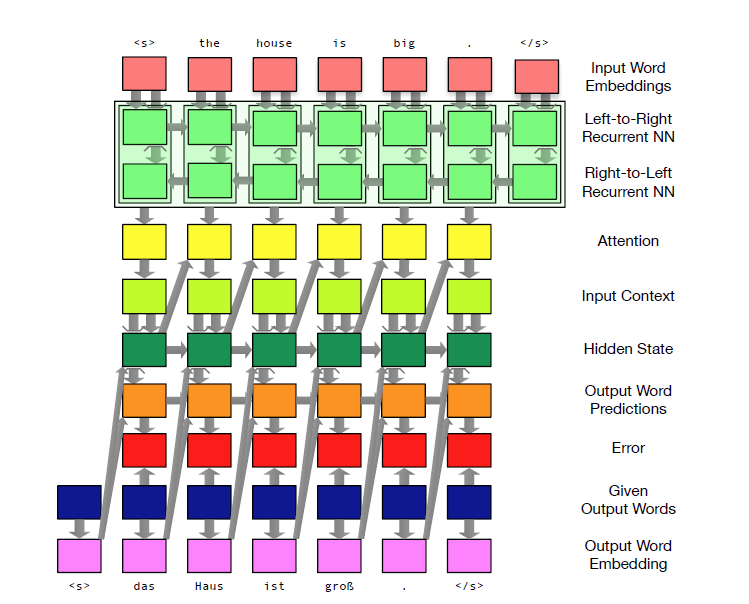 <s> the house is big . </s>
Input Word
Embeddings
Left-to-Right
Recurrent NN
Right-to-Left
Recurrent NN
Attention
Input Context
Hidden State
Output Word
Predictions
Error
Given
Output Words
Output Word
Embedding
<s> das Haus ist groß . </s>